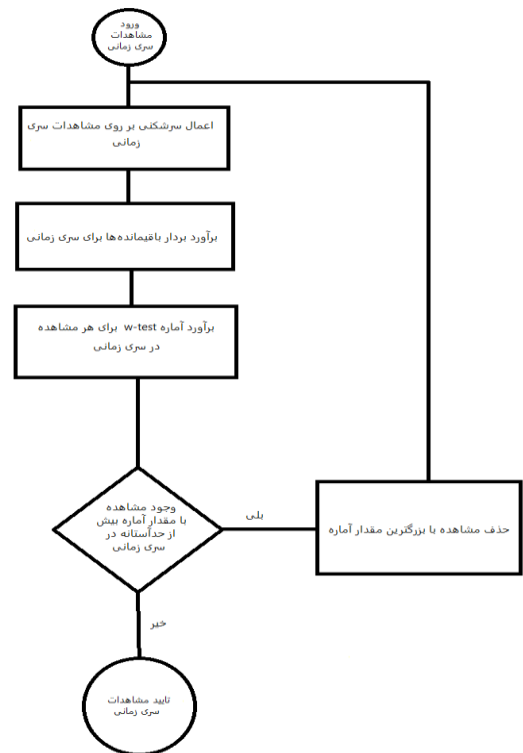 ورود
مشاهدات
سری زمانی
اعمال سرشکنی بر روی مشاهدات سری
زمانی
برآورد بردار باقیمانده‌ها برای سری زمانی
برآورد آماره w-test برای هر مشاهده
در سری زمانی
وجود مشاهده
با مقدار آماره بیش
از حدآستانه در
سری زمانی
بلی
حذف مشاهده با بزرگترین مقدار آماره
خیر
تایید مشاهدات
سری زمانی